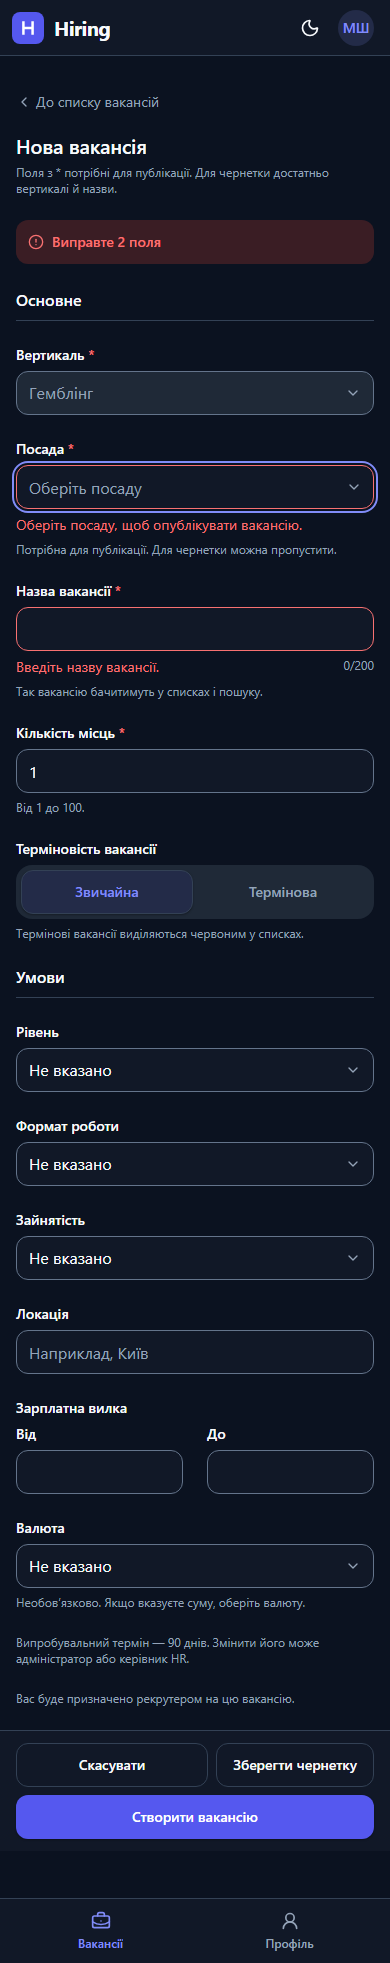 H Hiring МШ
До списку вакансій
Нова вакансія
Поля з * потрібні для публікації. Для чернетки достатньо
вертикалі й назви.
Виправте 2 поля
Основне
Вертикаль *
Гемблінг
Посада *
Оберіть посаду
Оберіть посаду, щоб опублікувати вакансію.
Потрібна для публікації. Для чернетки можна пропустити.
Назва вакансії *
Введіть назву вакансії. 0/200
Так вакансію бачитимуть у списках і пошуку.
Кількість місць *
1
Від 1 до 100.
Терміновість вакансії
Звичайна Термінова
Термінові вакансії виділяються червоним у списках.
Умови
Рівень
Не вказано
Формат роботи
Не вказано
Зайнятість
Не вказано
Локація
Наприклад, Київ
Зарплатна вилка
Від До
Валюта
Не вказано
Необов'язково. Якщо вказуєте суму, оберіть валюту.
Випробувальний термін — 90 днів. Змінити його може
адміністратор або керівник HR.
Вас буде призначено рекрутером на цю вакансію.
Скасувати Зберегти чернетку
Створити вакансію
Вакансії Профіль